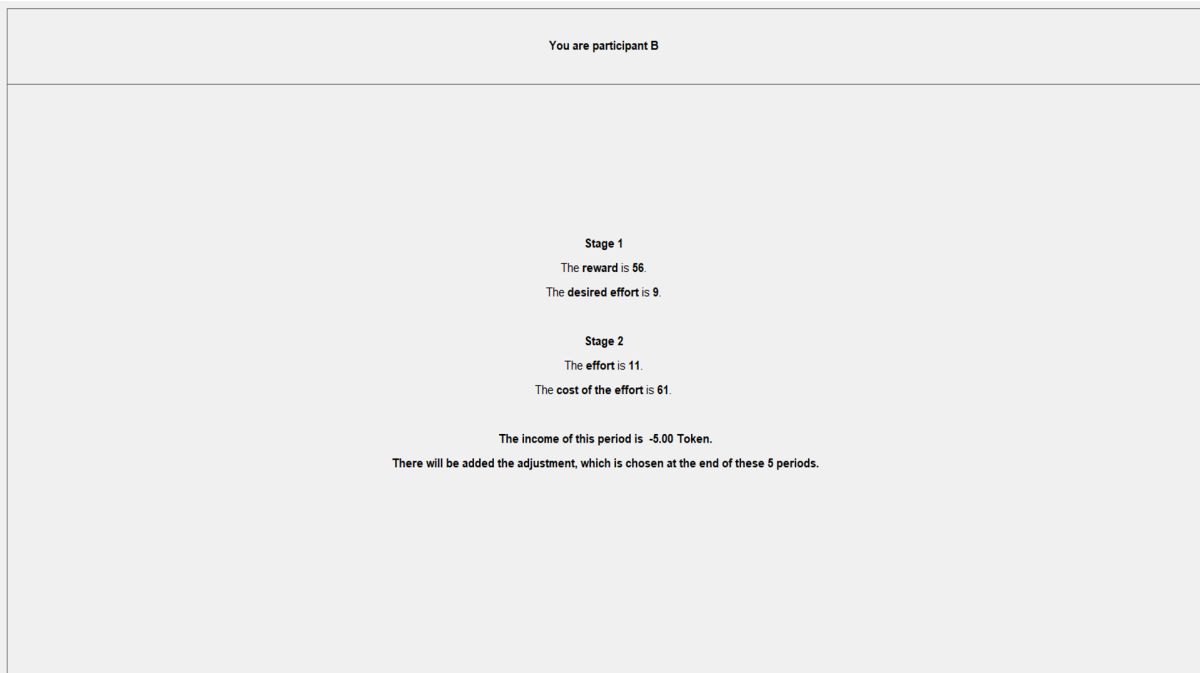 You are participant B
Stage 1
The reward is 56.
The desired effort is 9.
Stage 2
The effort is 11.
The cost of the effort is 61.
The income of this period is -5.00 Token.
There will be added the adjustment, which is chosen at the end of these 5 periods.